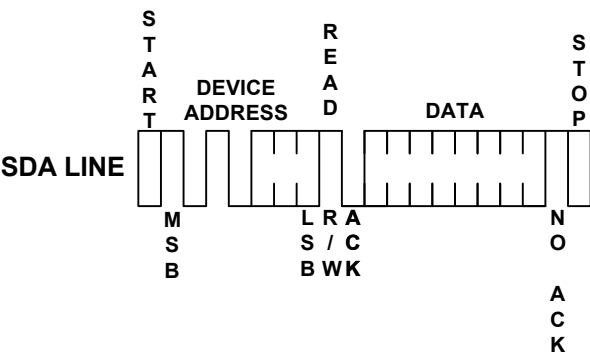 START
DEVICE
ADDRESS
READ
DATA
STOP
SDA LINE
MSB
LSB
R/W
ACK
NO ACK